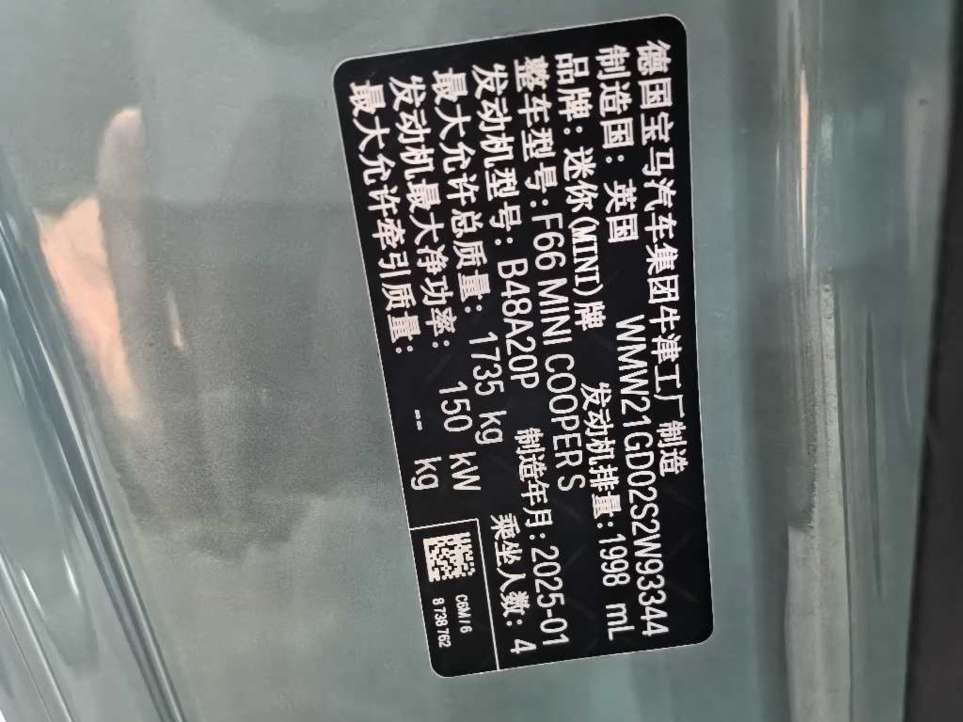 德国宝马汽车集团牛津工厂制造
制造国: 英国 WMW21GD02S2W93344
品牌: 迷你(MINI)牌 发动机排量:1998 mL
整车型号: F66 MINI COOPER S
发动机型号: B48A20P 制造年月: 2025-01
最大允许总质量: 1735 kg 乘坐人数: 4
发动机最大净功率: 150 kW
最大允许牵引质量: -- kg
C6M/6
8 738 762